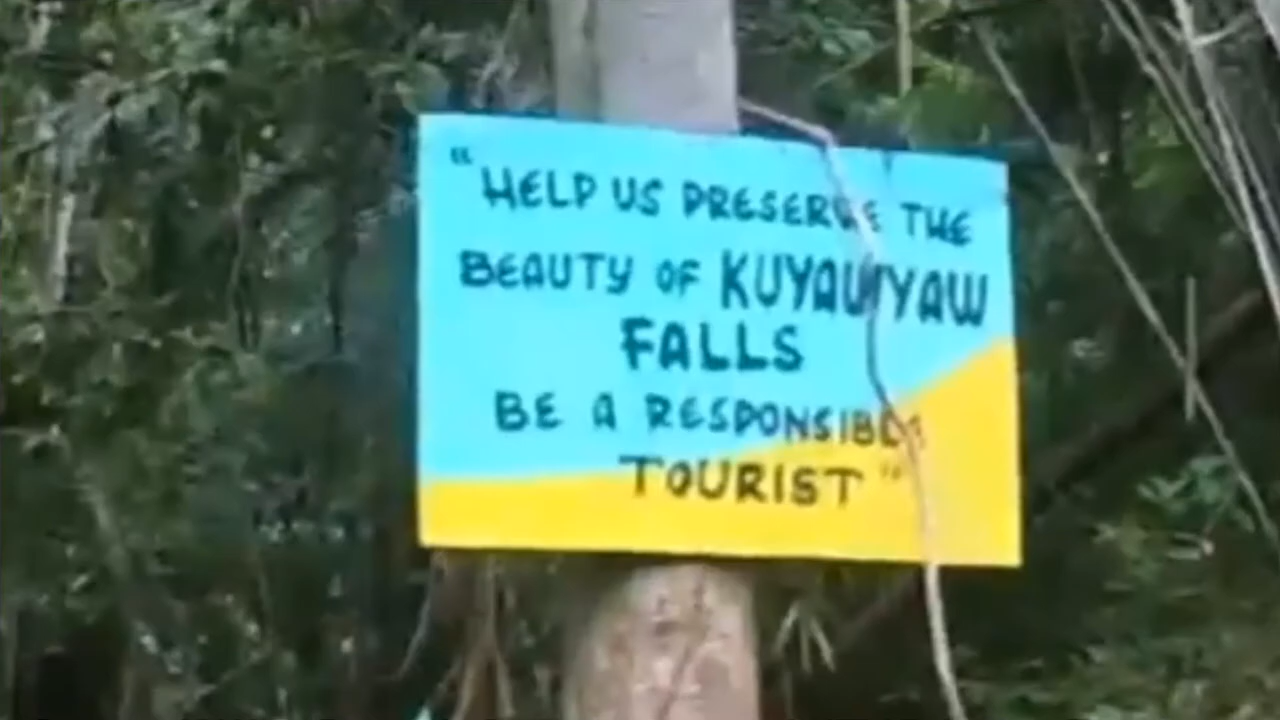 "HELP US PRESERVE THE
BEAUTY OF KUYAWYAW
FALLS
BE A RESPONSIBLE
TOURIST"